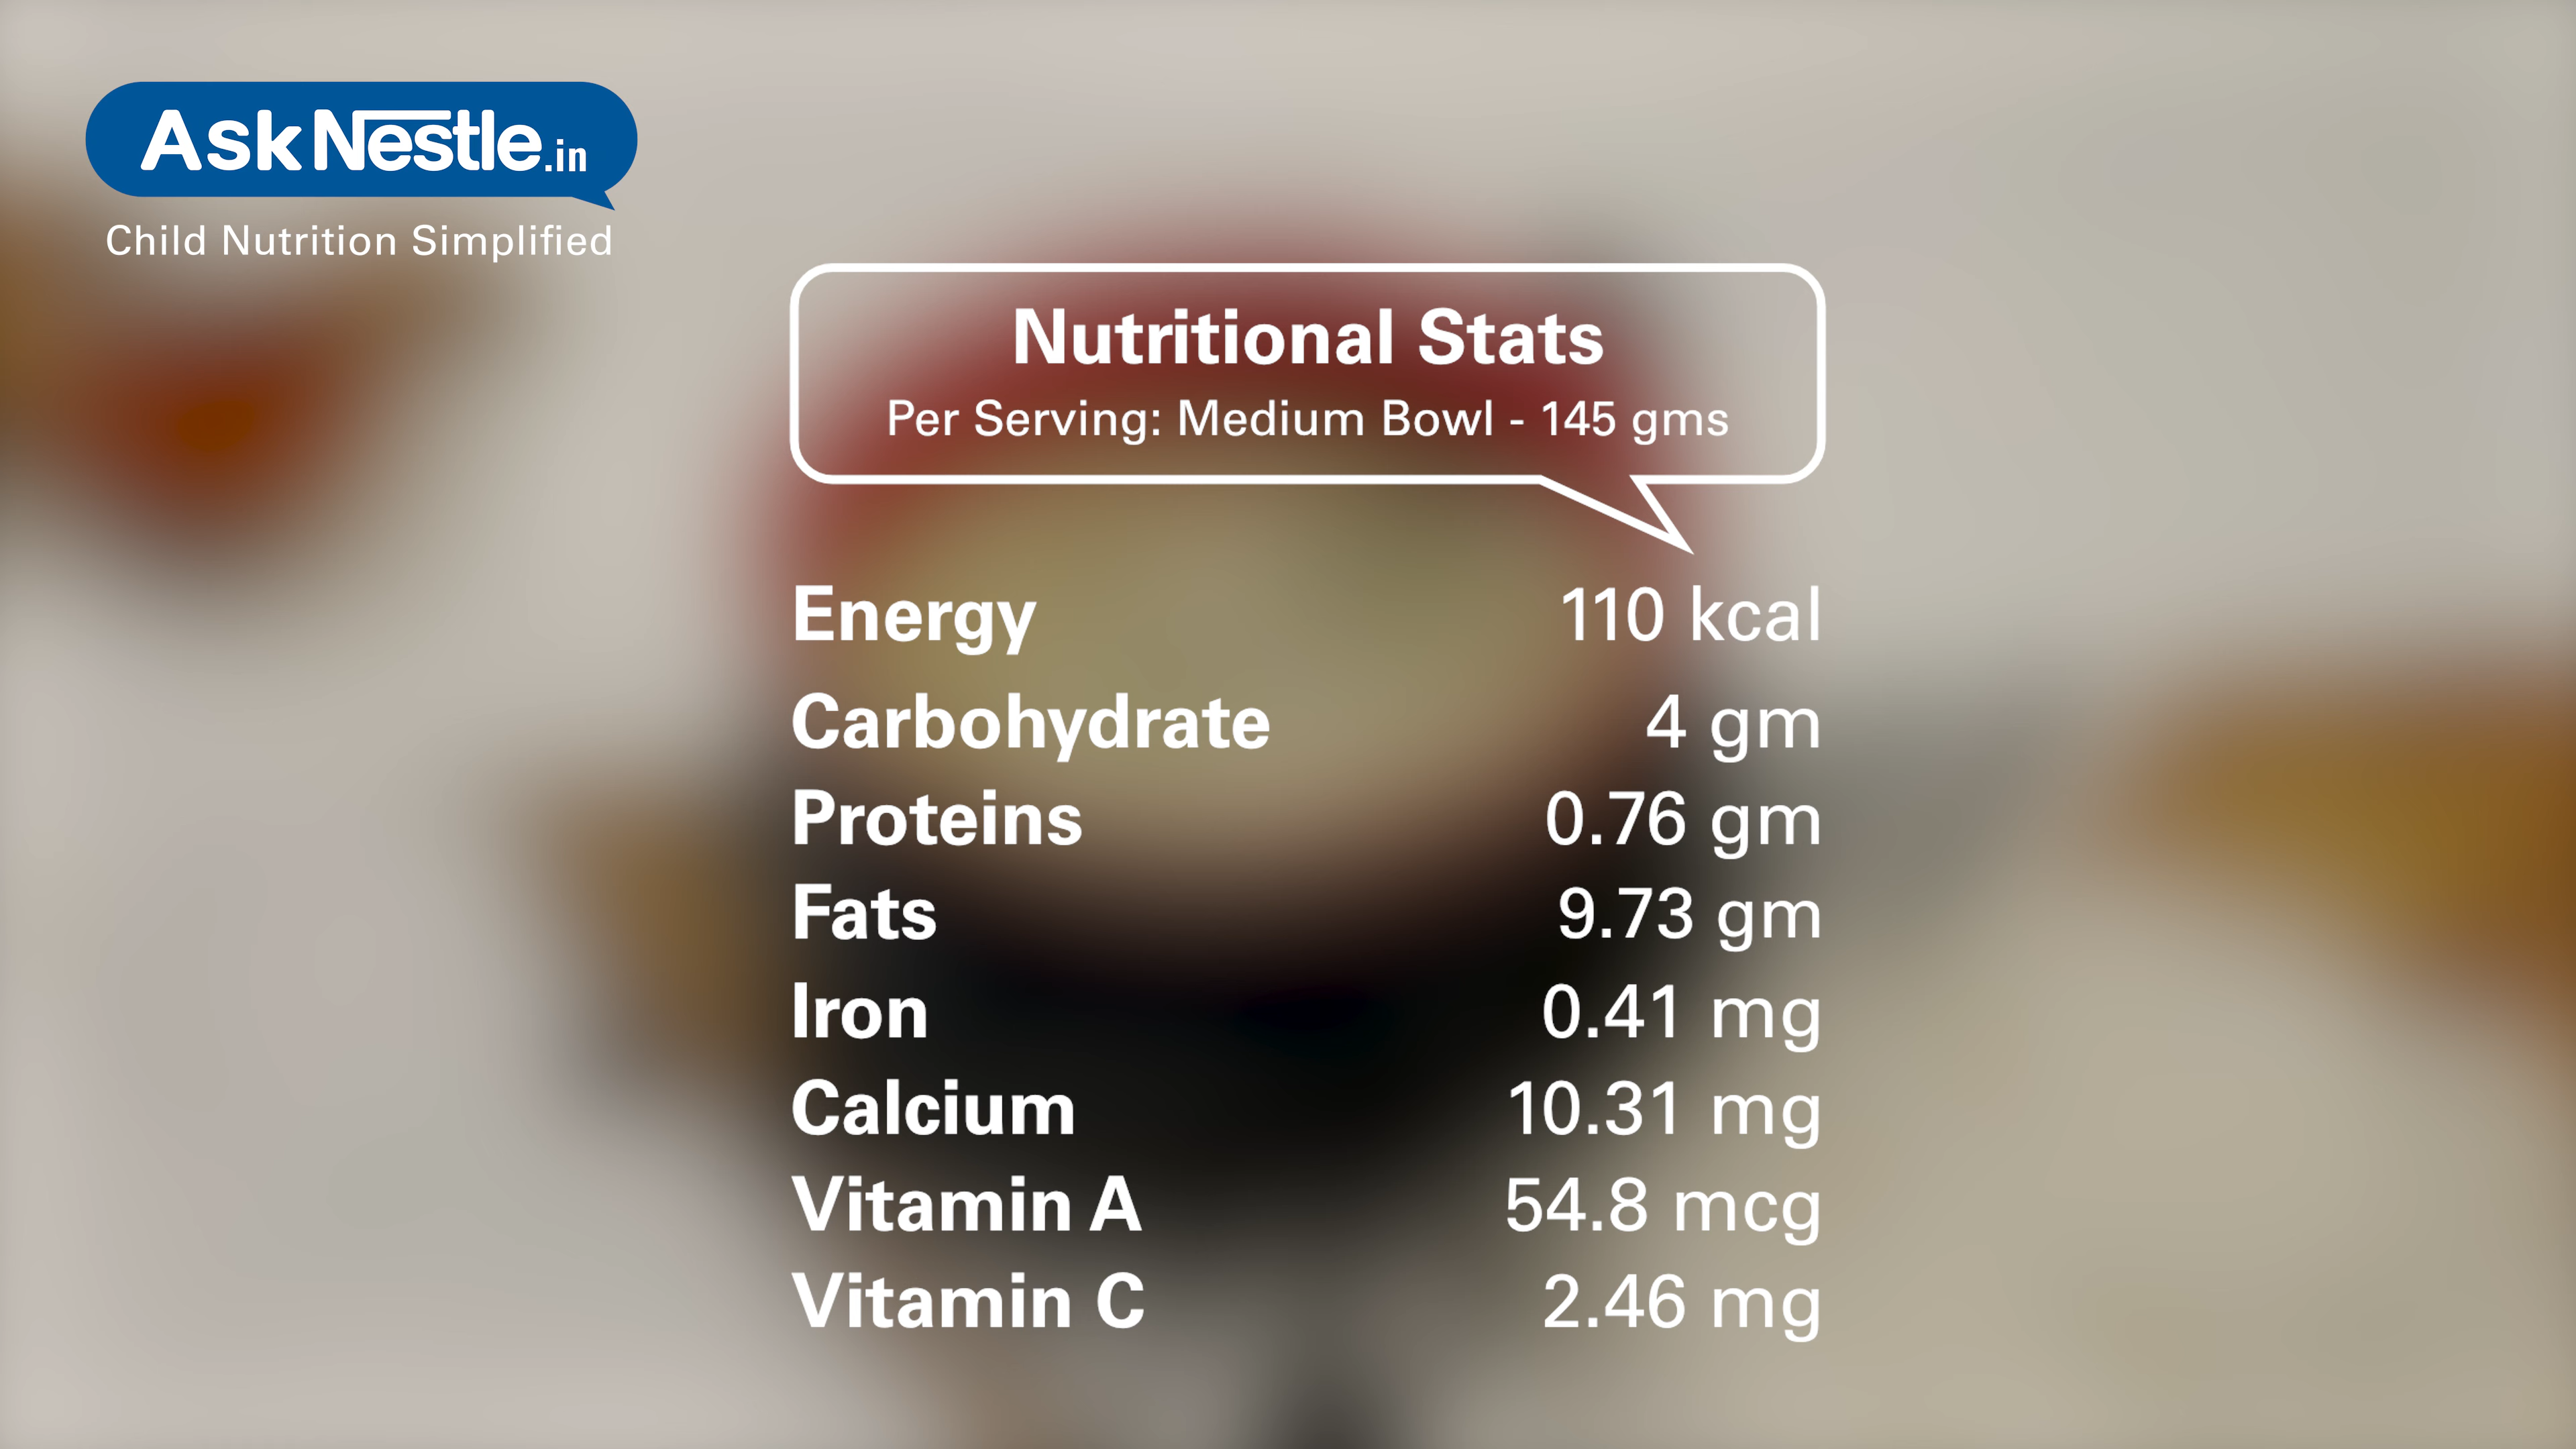 Ask Nestle.in
Child Nutrition Simplified
Nutritional Stats
Per Serving: Medium Bowl - 145 gms
Energy 110 kcal
Carbohydrate 4 gm
Proteins 0.76 gm
Fats 9.73 gm
Iron 0.41 mg
Calcium 10.31 mg
Vitamin A 54.8 mcg
Vitamin C 2.46 mg